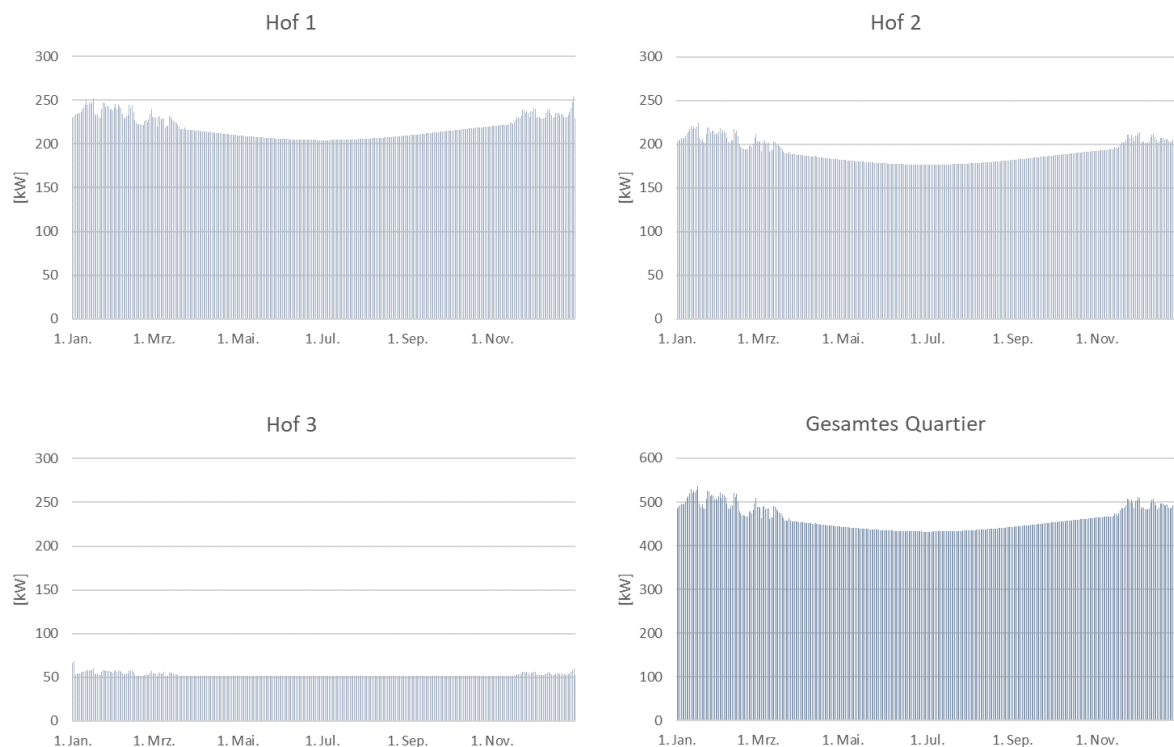 Hof 1
300
250
200
150
100
50
0
[kW]
1. Jan.
1. Mrz.
1. Mai.
1. Jul.
1. Sep.
1. Nov.
Hof 2
300
250
200
150
100
50
0
[kW]
1. Jan.
1. Mrz.
1. Mai.
1. Jul.
1. Sep.
1. Nov.
Hof 3
300
250
200
150
100
50
0
[kW]
1. Jan.
1. Mrz.
1. Mai.
1. Jul.
1. Sep.
1. Nov.
Gesamtes Quartier
600
500
400
300
200
100
0
[kW]
1. Jan.
1. Mrz.
1. Mai.
1. Jul.
1. Sep.
1. Nov.